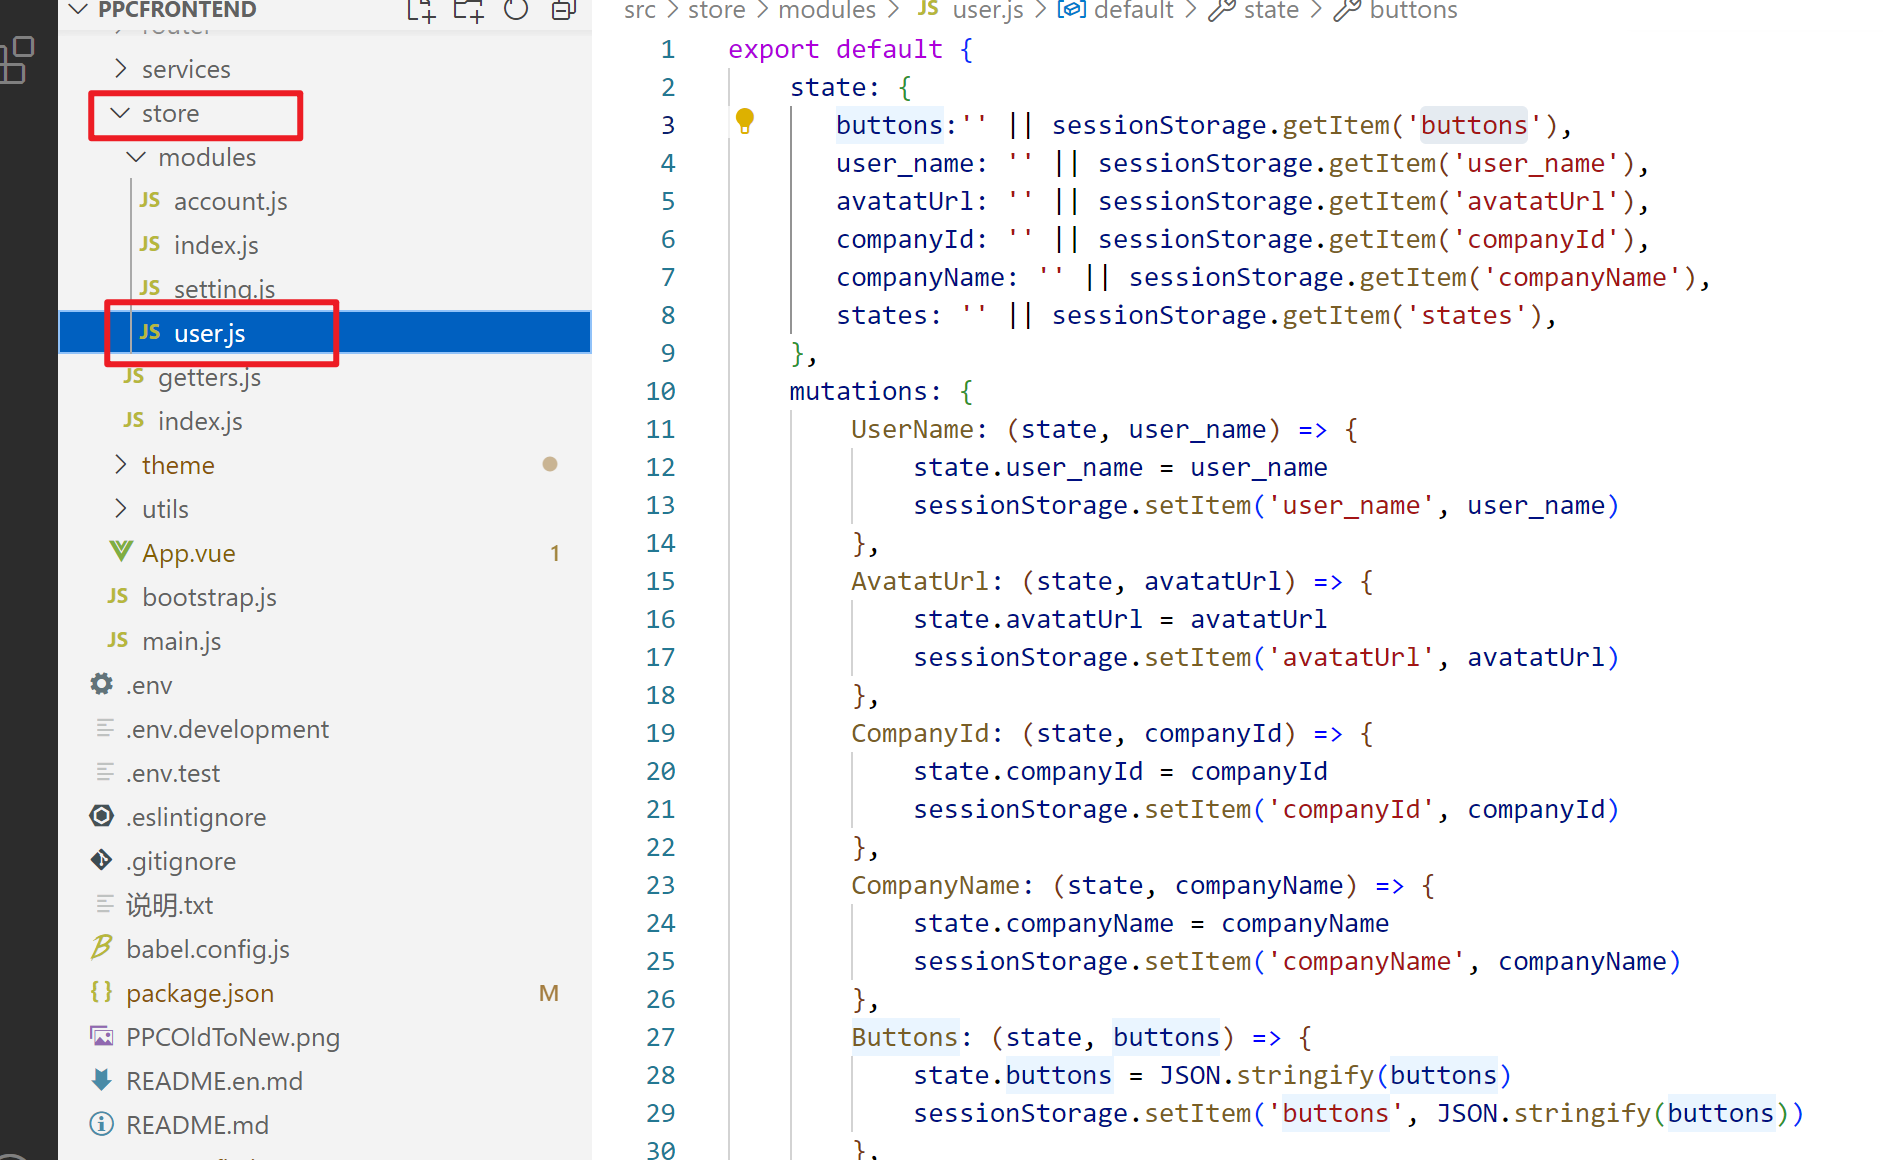 PPCFRONTEND
router
services
store
modules
JS account.js
JS index.js
JS setting.js
JS user.js
JS getters.js
JS index.js
theme
utils
App.vue 1
JS bootstrap.js
JS main.js
.env
.env.development
.env.test
.eslintignore
.gitignore
说明.txt
babel.config.js
{} package.json M
PPCOldToNew.png
README.en.md
README.md
src > store > modules > JS user.js > default > state > buttons
1 export default {
2 state: {
3 buttons:'' || sessionStorage.getItem('buttons'),
4 user_name: '' || sessionStorage.getItem('user_name'),
5 avatatUrl: '' || sessionStorage.getItem('avatatUrl'),
6 companyId: '' || sessionStorage.getItem('companyId'),
7 companyName: '' || sessionStorage.getItem('companyName'),
8 states: '' || sessionStorage.getItem('states'),
9 },
10 mutations: {
11 UserName: (state, user_name) => {
12 state.user_name = user_name
13 sessionStorage.setItem('user_name', user_name)
14 },
15 AvatatUrl: (state, avatatUrl) => {
16 state.avatatUrl = avatatUrl
17 sessionStorage.setItem('avatatUrl', avatatUrl)
18 },
19 CompanyId: (state, companyId) => {
20 state.companyId = companyId
21 sessionStorage.setItem('companyId', companyId)
22 },
23 CompanyName: (state, companyName) => {
24 state.companyName = companyName
25 sessionStorage.setItem('companyName', companyName)
26 },
27 Buttons: (state, buttons) => {
28 state.buttons = JSON.stringify(buttons)
29 sessionStorage.setItem('buttons', JSON.stringify(buttons))
30 },